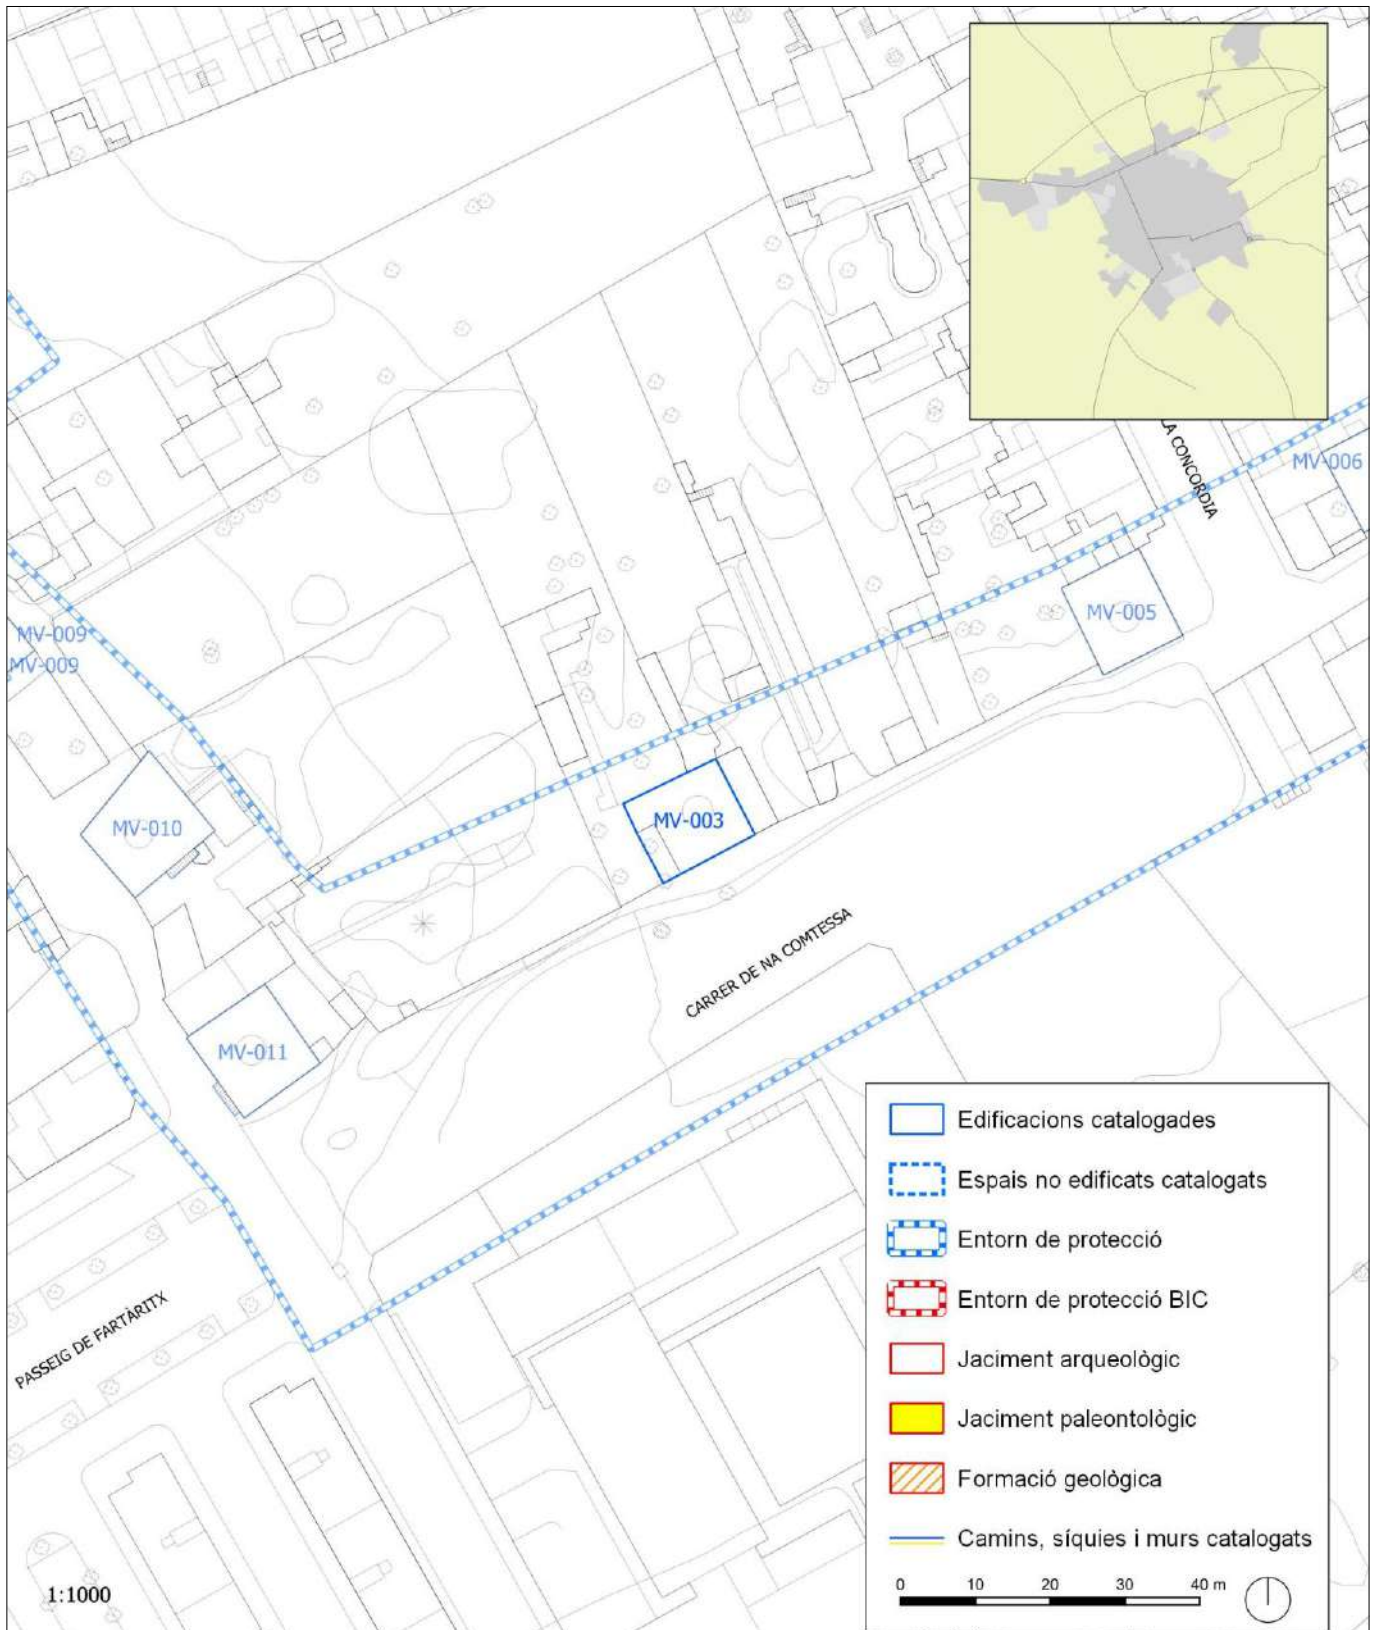 LA CONCORDIA
MV-006
MV-005
MV-009
MV-009
MV-010
MV-003
CARRER DE NA COMTESSA
MV-011
PASSEIG DE FARTÀRITX
Edificacions catalogades
Espais no edificats catalogats
Entorn de protecció
Entorn de protecció BIC
Jaciment arqueològic
Jaciment paleontològic
Formació geològica
Camins, síquies i murs catalogats
0 10 20 30 40 m
1:1000